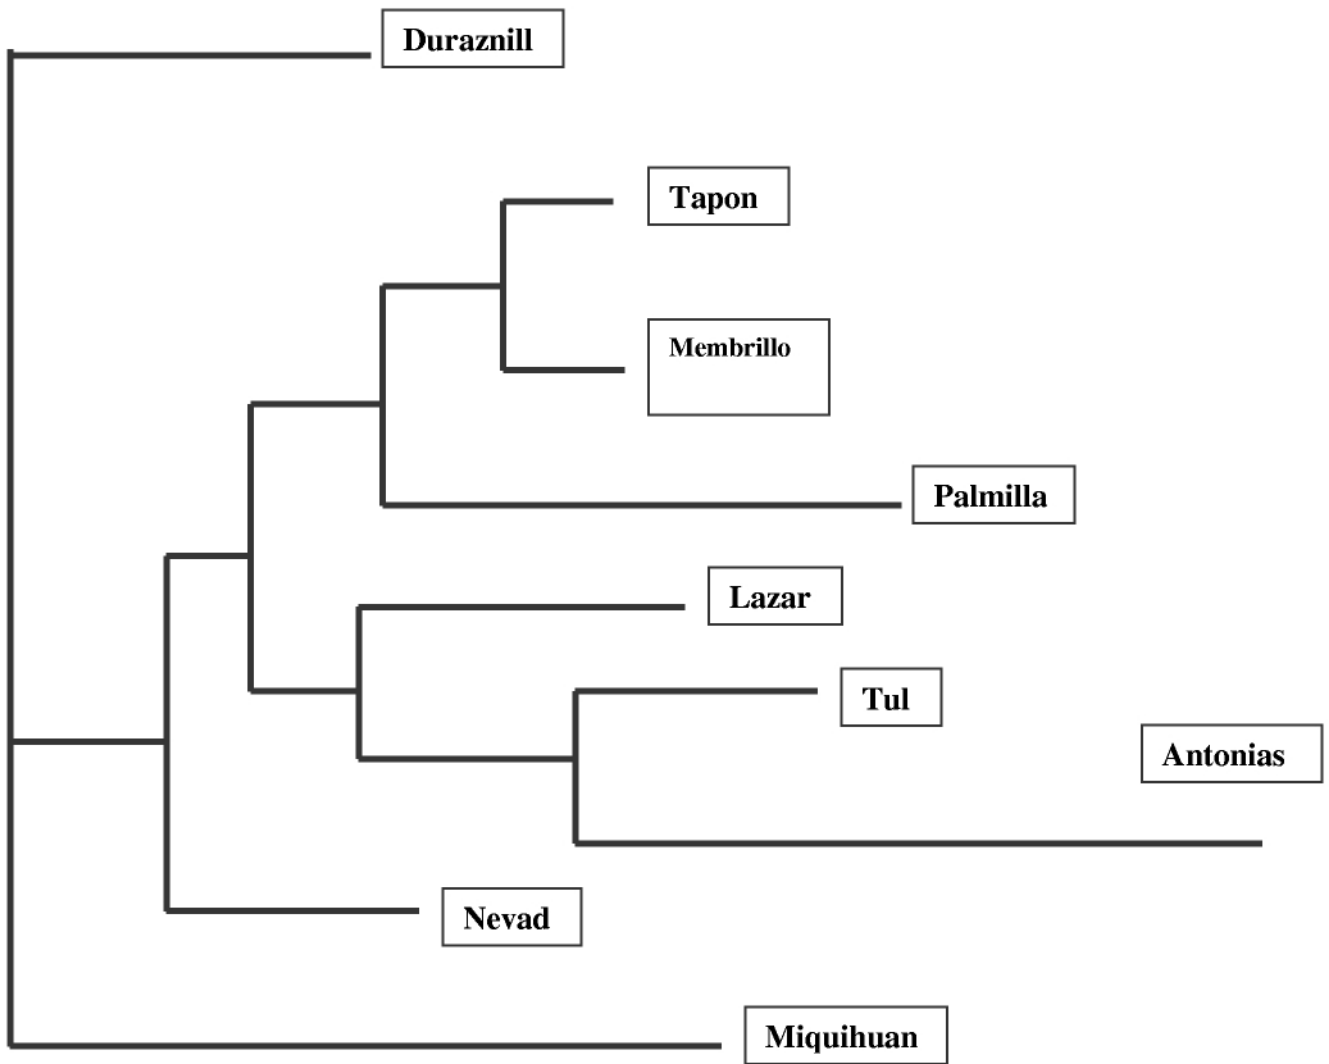 Duraznill
Tapon
Membrillo
Palmilla
Lazar
Tul
Antonias
Nevad
Miquihuan